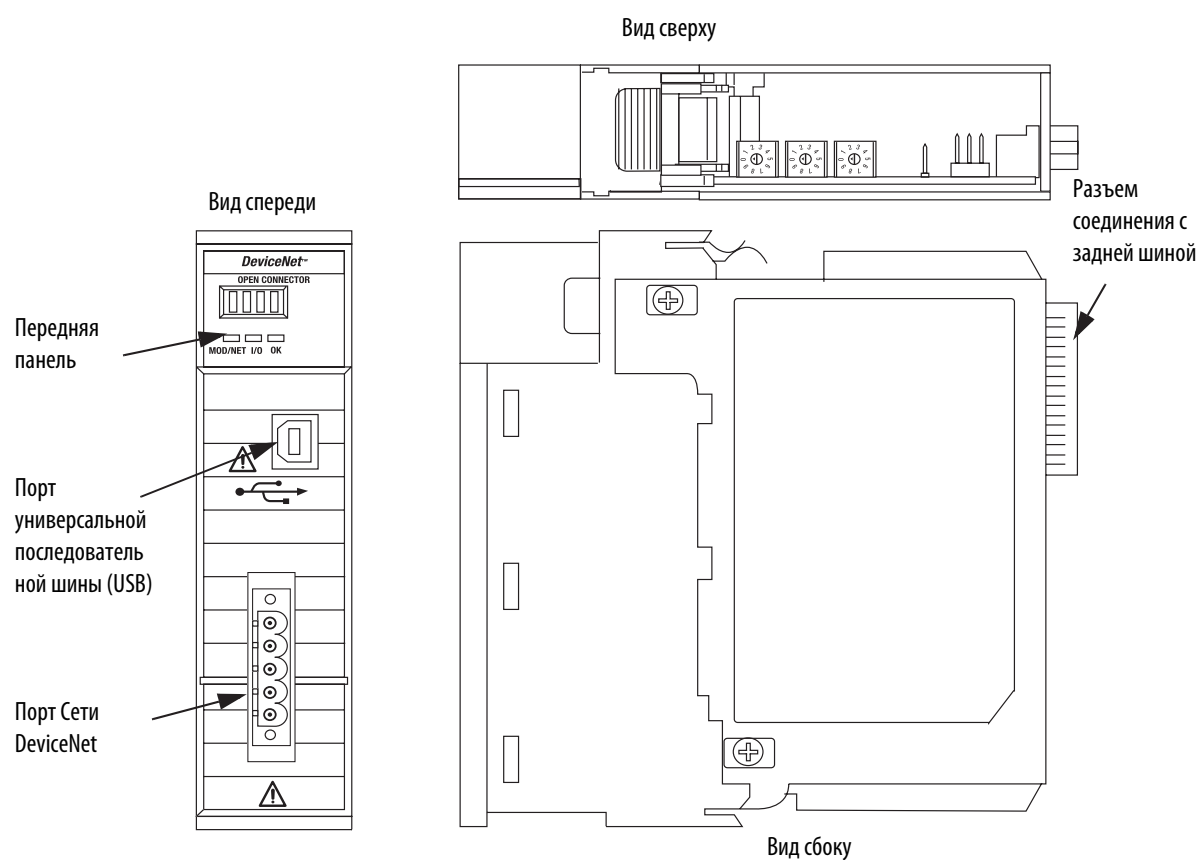 Вид сверху
Вид спереди
DeviceNet™
OPEN CONNECTOR
MOD/NET I/O OK
Передняя
панель
Порт
универсальной
последователь
ной шины (USB)
Порт Сети
DeviceNet
Разъем
соединения с
задней шиной
Вид сбоку